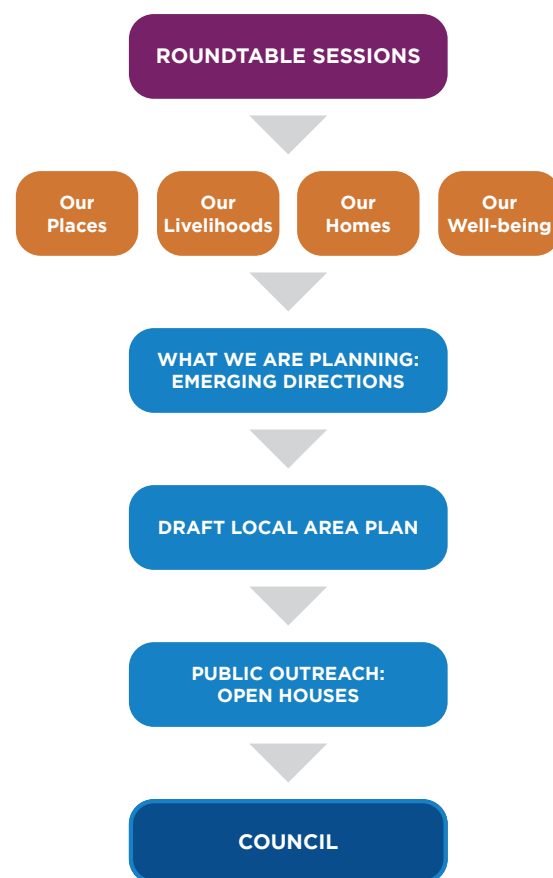 ROUNDTABLE SESSIONS
Our
Places
Our
Livelihoods
Our
Homes
Our
Well-being
WHAT WE ARE PLANNING:
EMERGING DIRECTIONS
DRAFT LOCAL AREA PLAN
PUBLIC OUTREACH:
OPEN HOUSES
COUNCIL